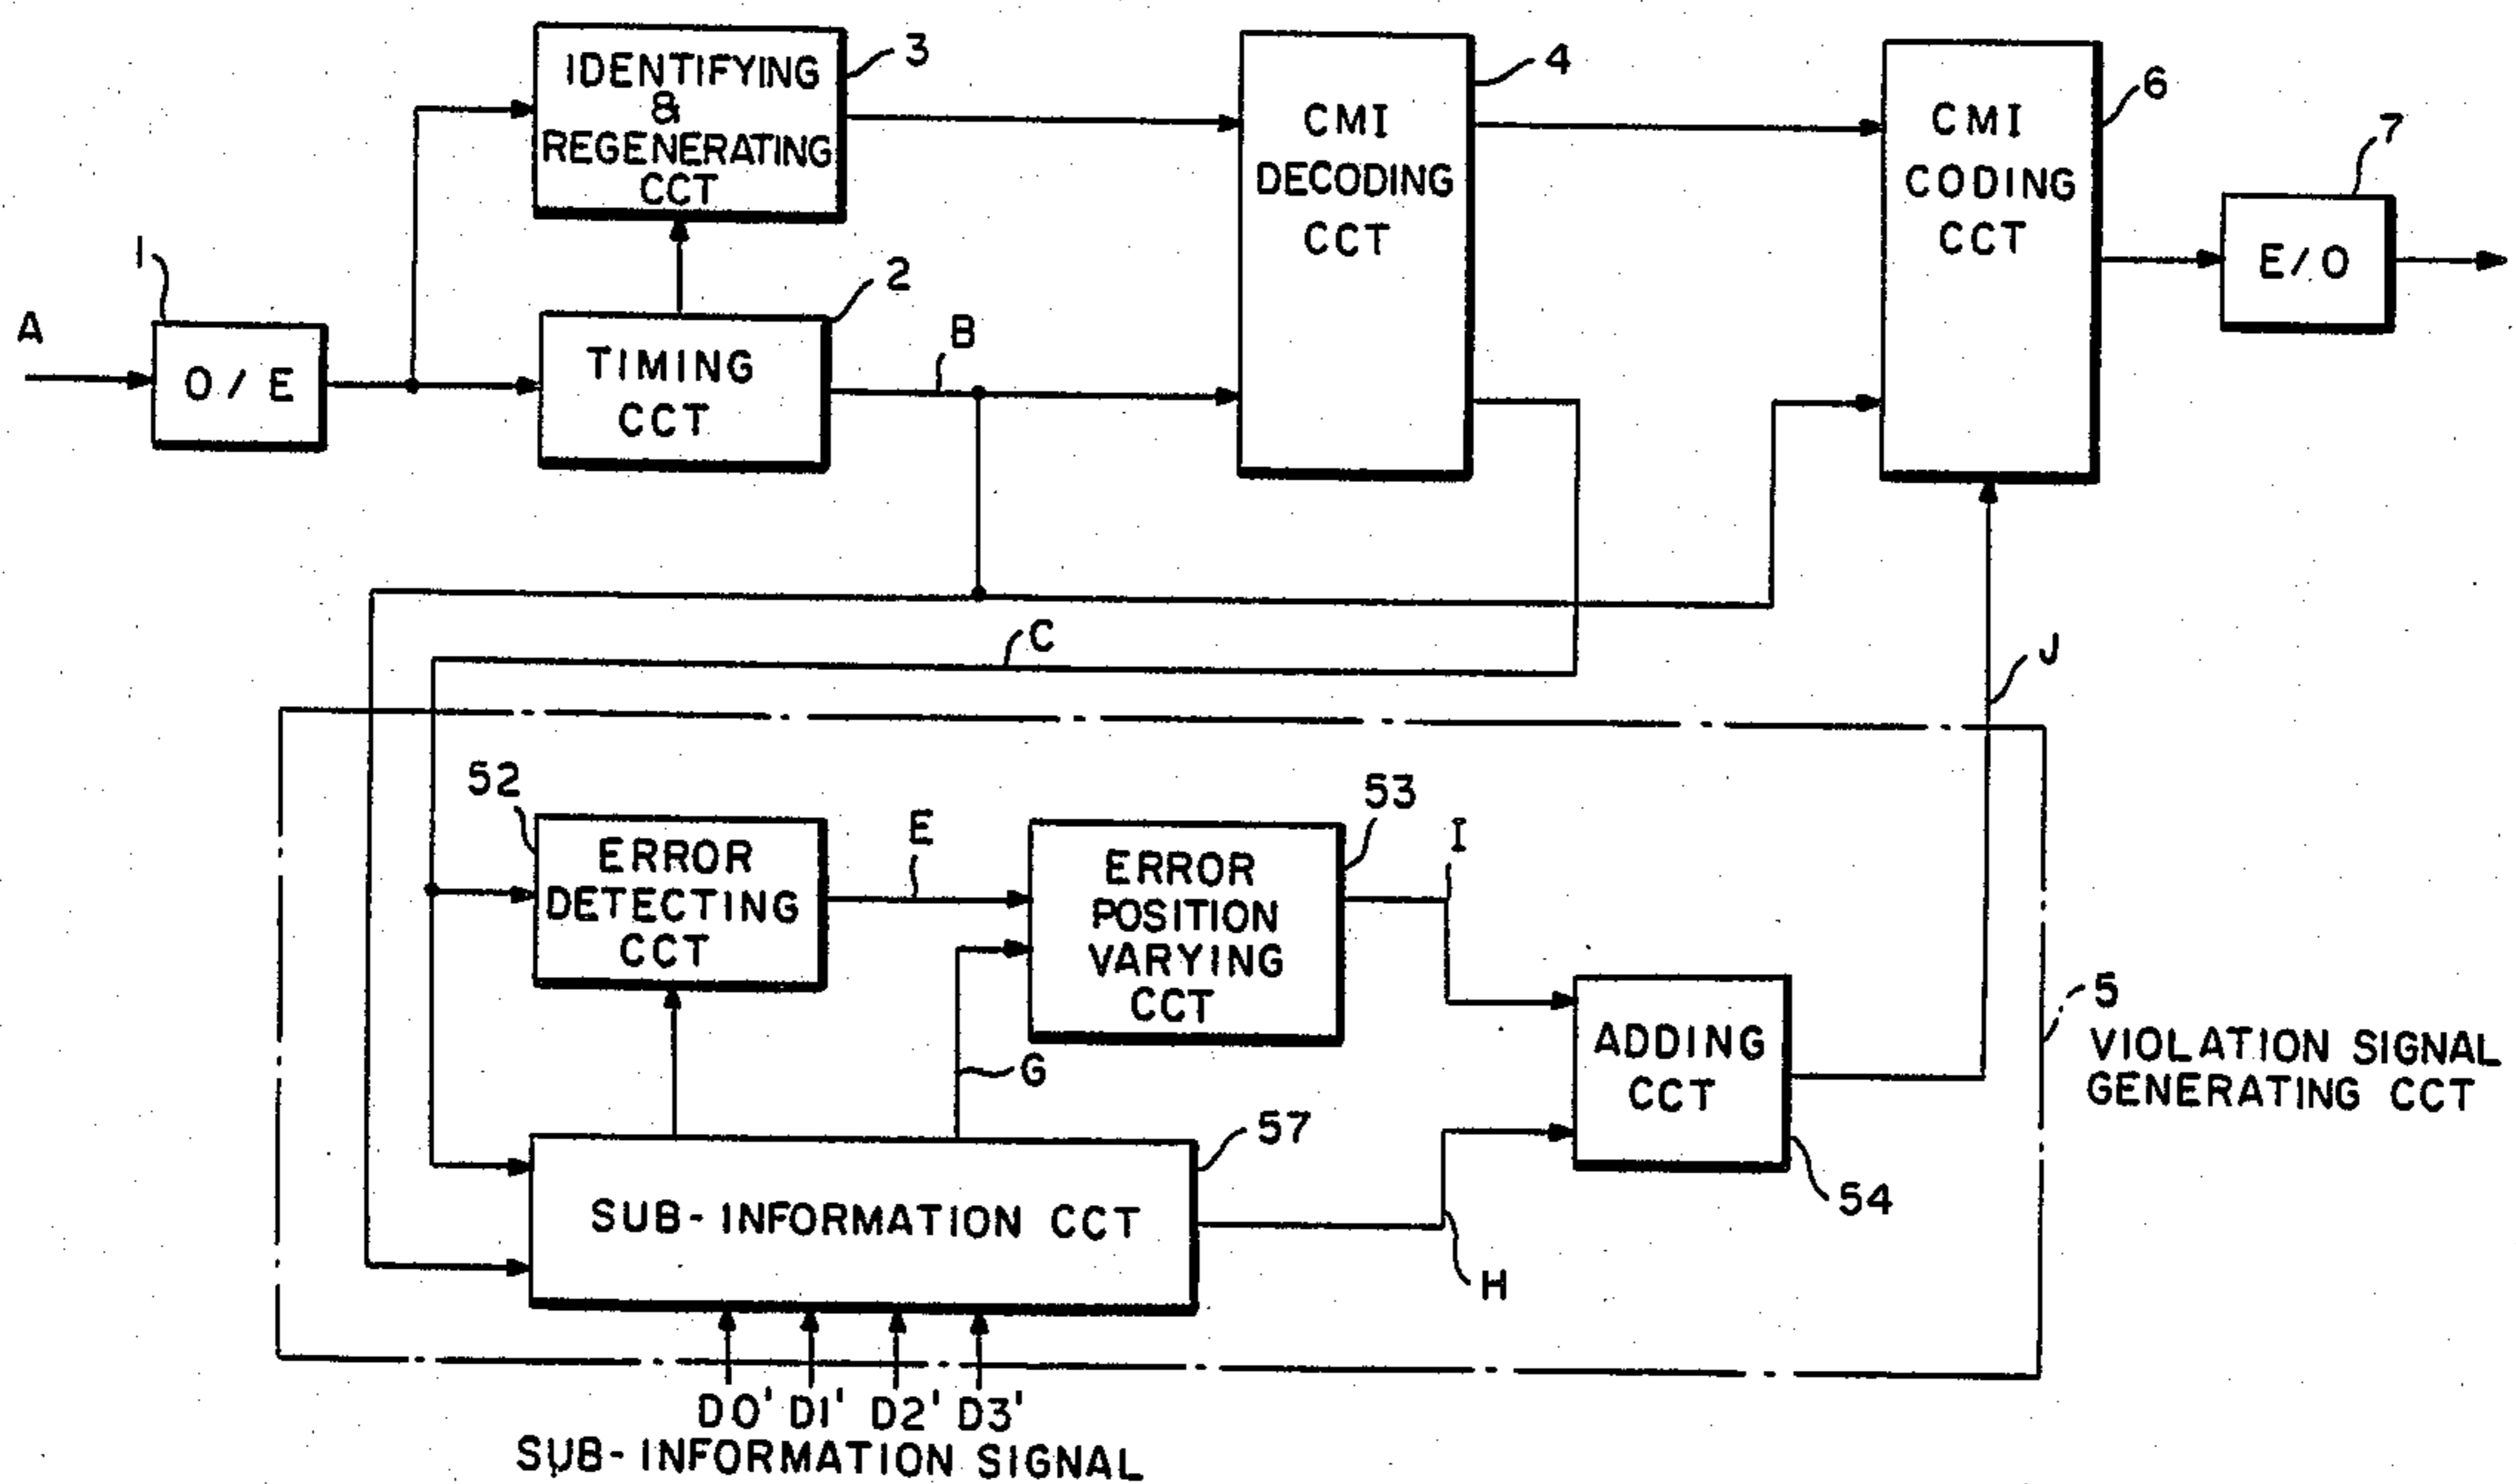 IDENTIFYING
&
REGENERATING
CCT
3
CMI
DECODING
CCT
4
CMI
CODING
CCT
6
7
E/O
A
1
O/E
2
TIMING
CCT
B
C
J
52
ERROR
DETECTING
CCT
E
53
ERROR
POSITION
VARYING
CCT
I
G
ADDING
CCT
54
5
VIOLATION SIGNAL
GENERATING CCT
57
SUB-INFORMATION CCT
H
D0' D1' D2' D3'
SUB-INFORMATION SIGNAL